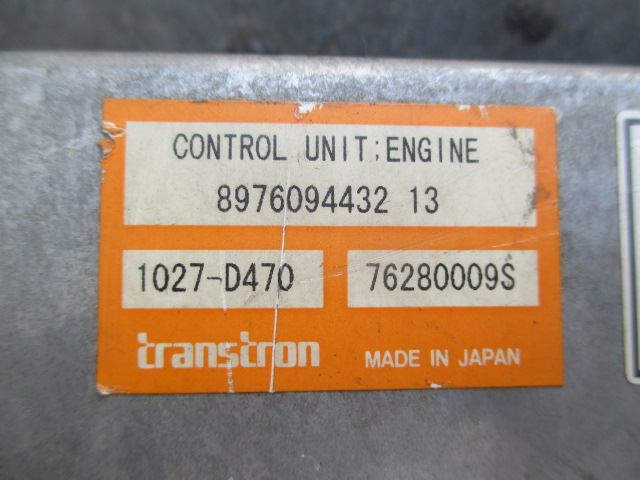 CONTROL UNIT;ENGINE
8976094432 13
1027-D470 76280009S
transtron MADE IN JAPAN